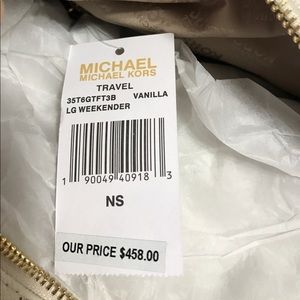 MICHAEL
MICHAEL KORS
TRAVEL
35T6GTFT3B VANILLA
LG WEEKENDER
1 90049 40918 3
NS
OUR PRICE $458.00